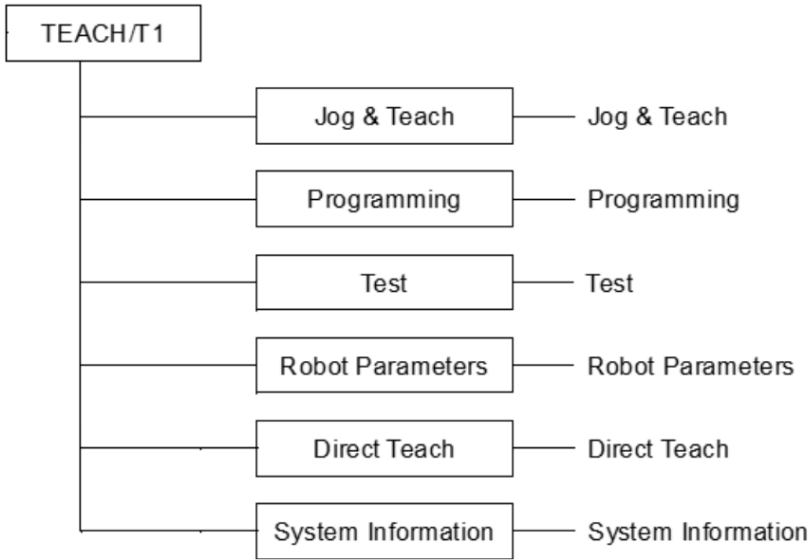 TEACH/T1
Jog & Teach
Jog & Teach
Programming
Programming
Test
Test
Robot Parameters
Robot Parameters
Direct Teach
Direct Teach
System Information
System Information